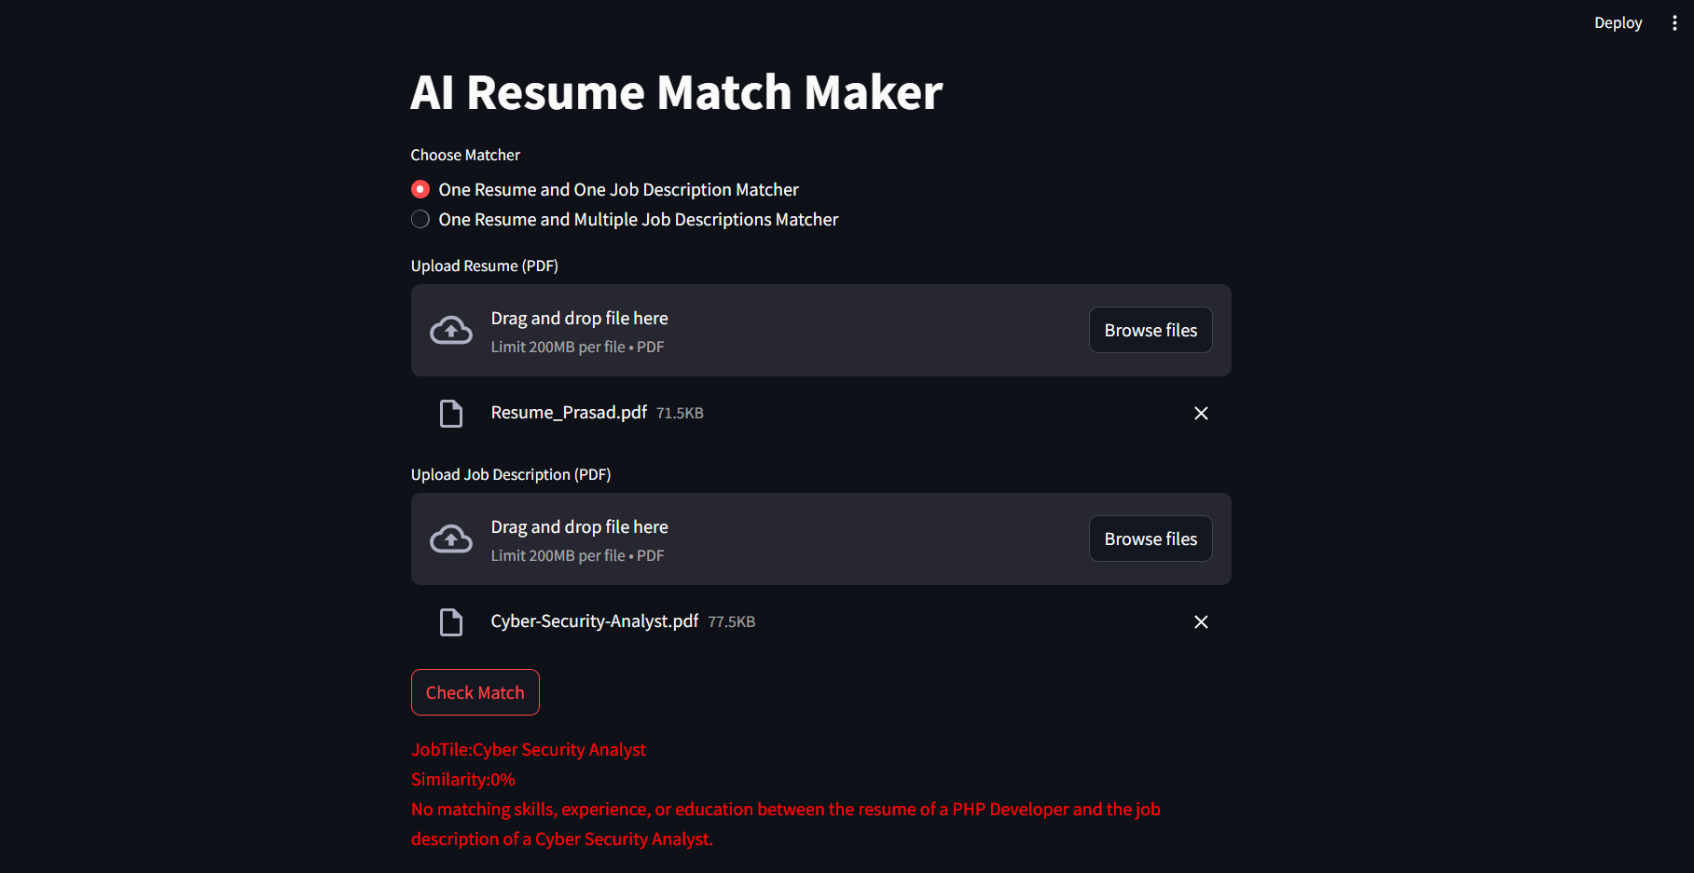 Deploy
AI Resume Match Maker
Choose Matcher
One Resume and One Job Description Matcher
One Resume and Multiple Job Descriptions Matcher
Upload Resume (PDF)
Drag and drop file here
Limit 200MB per file • PDF
Browse files
Resume_Prasad.pdf 71.5KB
Upload Job Description (PDF)
Drag and drop file here
Limit 200MB per file • PDF
Browse files
Cyber-Security-Analyst.pdf 77.5KB
Check Match
JobTile:Cyber Security Analyst
Similarity:0%
No matching skills, experience, or education between the resume of a PHP Developer and the job
description of a Cyber Security Analyst.